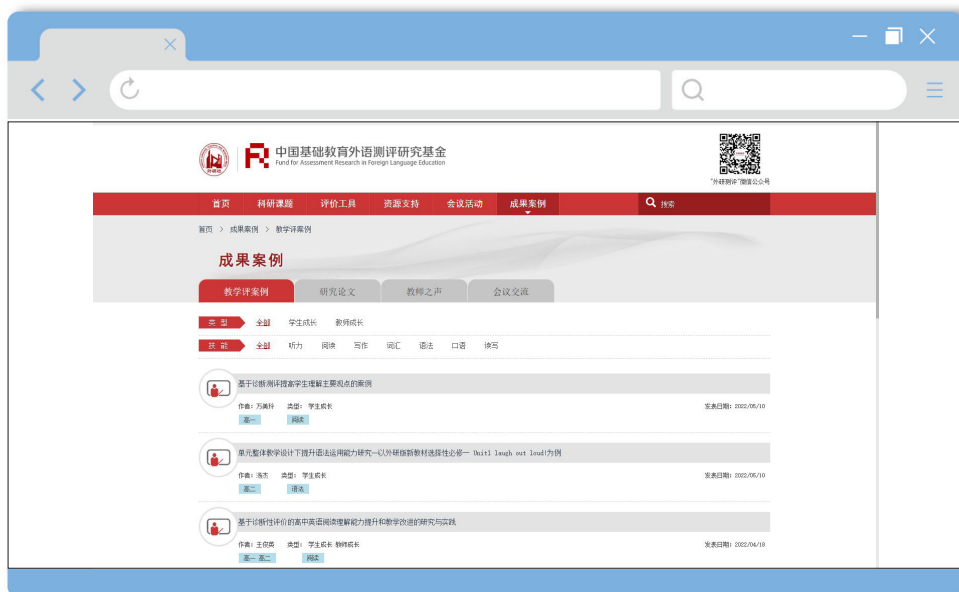 中国基础教育外语测评研究基金
Fund for Assessment Research in Foreign Language Education
外研社
"外研测评"微信公众号
首页 科研课题 评价工具 资源支持 会议活动 成果案例 搜索
首页 > 成果案例 > 教学评案例
成果案例
教学评案例 研究论文 教师之声 会议交流
类 型 全部 学生成长 教师成长
技 能 全部 听力 阅读 写作 词汇 语法 口语 读写
基于诊断测评提高学生理解主要观点的案例
作者: 万美玲 类型: 学生成长 发表日期: 2022/05/10
高一 阅读
单元整体教学设计下提升语法运用能力研究—以外研版新教材选择性必修一 Unit1 laugh out loud!为例
作者: 汤杰 类型: 学生成长 发表日期: 2022/05/10
高二 语法
基于诊断性评价的高中英语阅读理解能力提升和教学改进的研究与实践
作者: 王俊英 类型: 学生成长 教师成长 发表日期: 2022/04/18
高一 高二 阅读